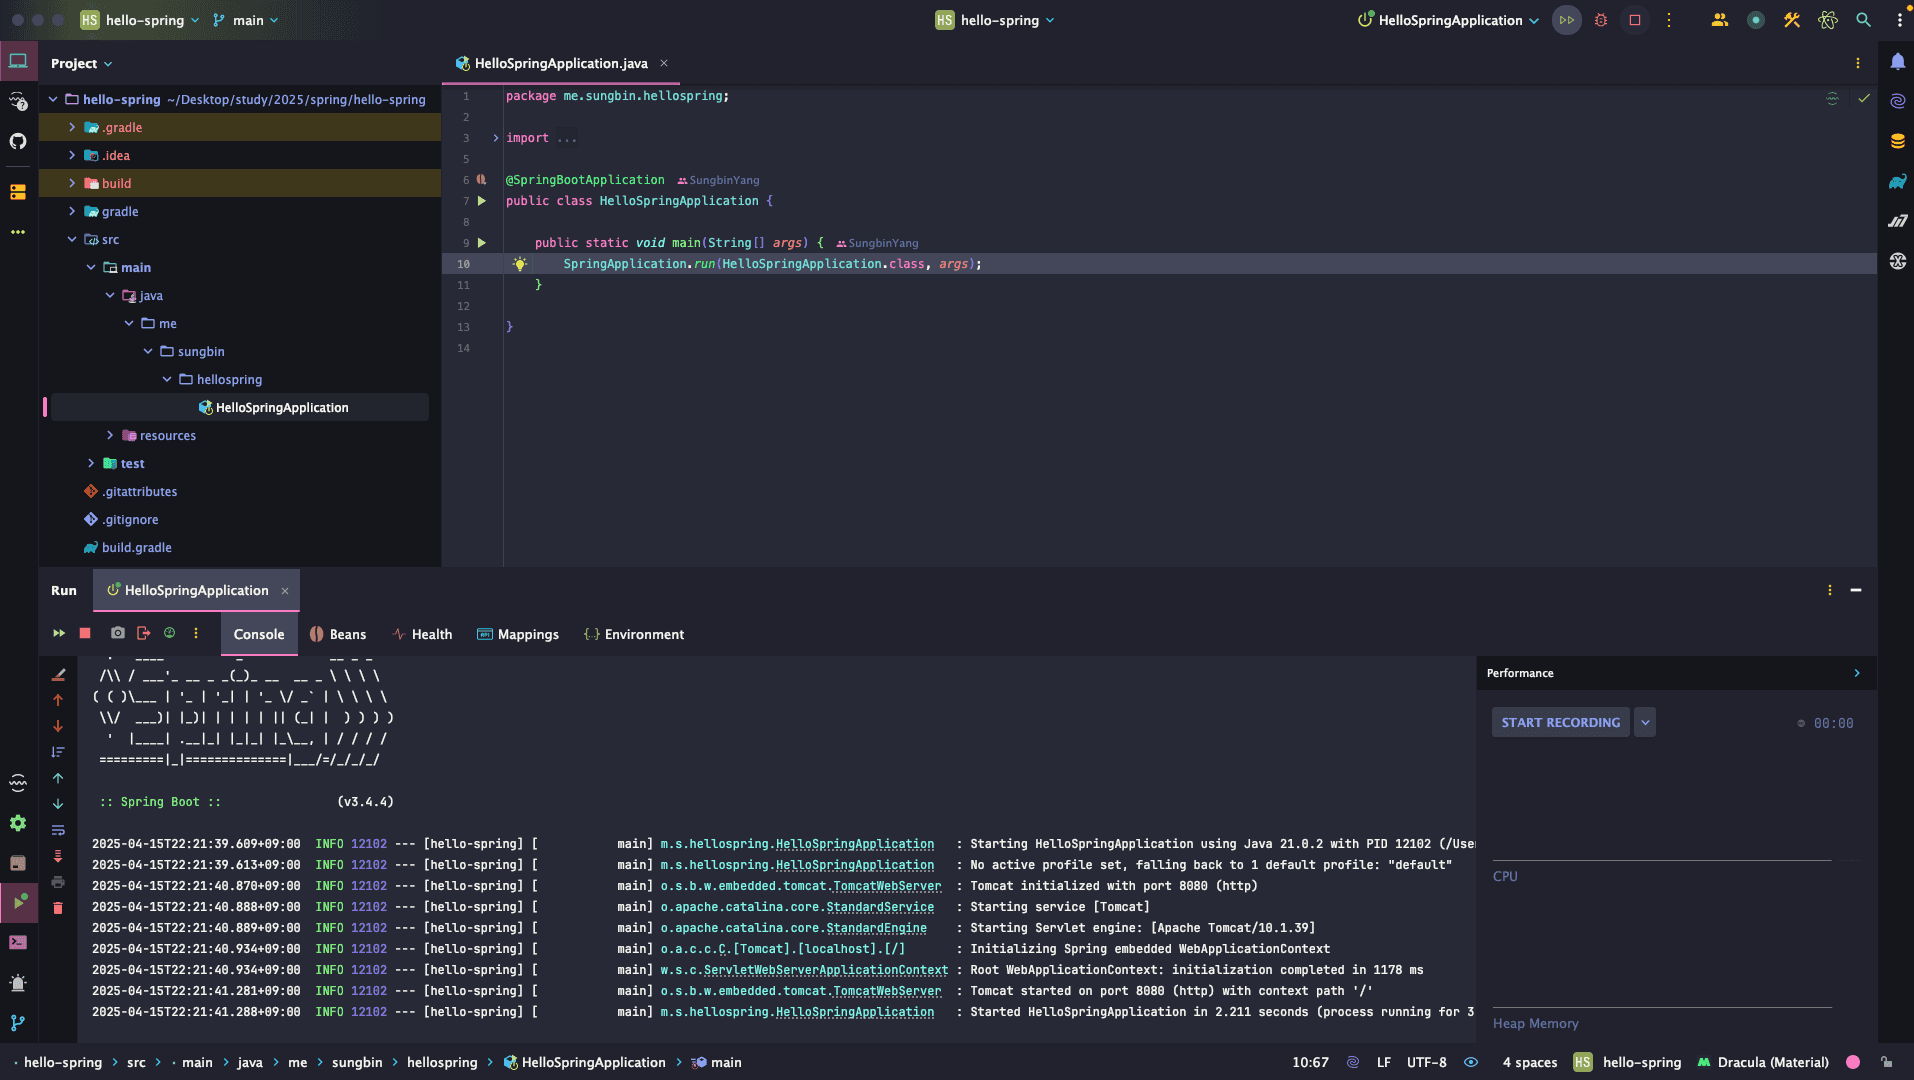 HS hello-spring main
HS hello-spring
HelloSpringApplication
Project
HelloSpringApplication.java
hello-spring ~/Desktop/study/2025/spring/hello-spring
.gradle
.idea
build
gradle
src
main
java
me
sungbin
hellospring
HelloSpringApplication
resources
test
.gitattributes
.gitignore
build.gradle
1 package me.sungbin.hellospring;
2
3 import ...
5
6 @SpringBootApplication SungbinYang
7 public class HelloSpringApplication {
8
9 public static void main(String[] args) { SungbinYang
10 SpringApplication.run(HelloSpringApplication.class, args);
11 }
12
13 }
14
Run HelloSpringApplication
Console Beans Health Mappings Environment
:: Spring Boot :: (v3.4.4)
2025-04-15T22:21:39.609+09:00 INFO 12102 --- [hello-spring] [ main] m.s.hellospring.HelloSpringApplication : Starting HelloSpringApplication using Java 21.0.2 with PID 12102 (/Use
2025-04-15T22:21:39.613+09:00 INFO 12102 --- [hello-spring] [ main] m.s.hellospring.HelloSpringApplication : No active profile set, falling back to 1 default profile: "default"
2025-04-15T22:21:40.870+09:00 INFO 12102 --- [hello-spring] [ main] o.s.b.w.embedded.tomcat.TomcatWebServer : Tomcat initialized with port 8080 (http)
2025-04-15T22:21:40.888+09:00 INFO 12102 --- [hello-spring] [ main] o.apache.catalina.core.StandardService : Starting service [Tomcat]
2025-04-15T22:21:40.889+09:00 INFO 12102 --- [hello-spring] [ main] o.apache.catalina.core.StandardEngine : Starting Servlet engine: [Apache Tomcat/10.1.39]
2025-04-15T22:21:40.934+09:00 INFO 12102 --- [hello-spring] [ main] o.a.c.c.C.[Tomcat].[localhost].[/] : Initializing Spring embedded WebApplicationContext
2025-04-15T22:21:40.934+09:00 INFO 12102 --- [hello-spring] [ main] w.s.c.ServletWebServerApplicationContext : Root WebApplicationContext: initialization completed in 1178 ms
2025-04-15T22:21:41.281+09:00 INFO 12102 --- [hello-spring] [ main] o.s.b.w.embedded.tomcat.TomcatWebServer : Tomcat started on port 8080 (http) with context path '/'
2025-04-15T22:21:41.288+09:00 INFO 12102 --- [hello-spring] [ main] m.s.hellospring.HelloSpringApplication : Started HelloSpringApplication in 2.211 seconds (process running for 3
Performance
START RECORDING 00:00
CPU
Heap Memory
hello-spring > src > main > java > me > sungbin > hellospring > HelloSpringApplication > main
10:67 LF UTF-8 4 spaces HS hello-spring Dracula (Material)